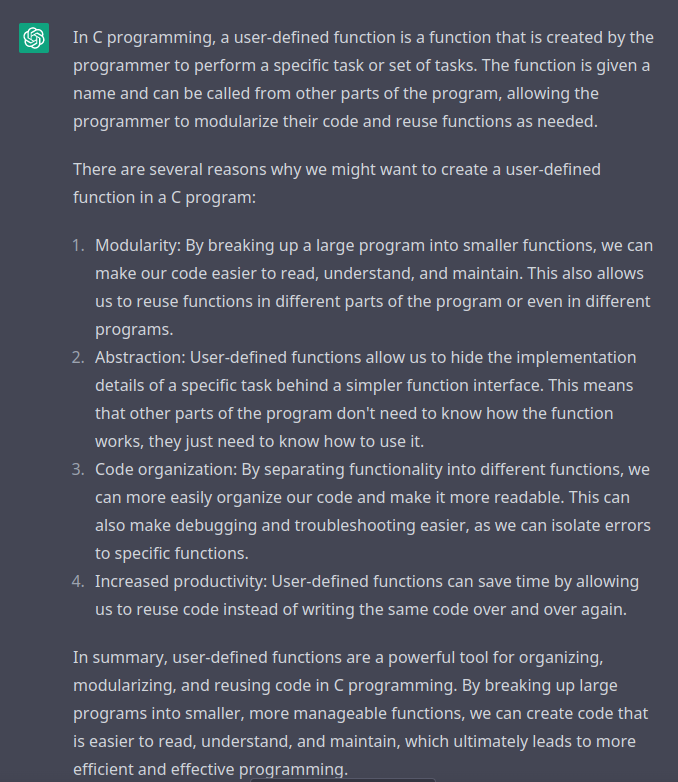 In C programming, a user-defined function is a function that is created by the
programmer to perform a specific task or set of tasks. The function is given a
name and can be called from other parts of the program, allowing the
programmer to modularize their code and reuse functions as needed.
There are several reasons why we might want to create a user-defined
function in a C program:
1. Modularity: By breaking up a large program into smaller functions, we can
make our code easier to read, understand, and maintain. This also allows
us to reuse functions in different parts of the program or even in different
programs.
2. Abstraction: User-defined functions allow us to hide the implementation
details of a specific task behind a simpler function interface. This means
that other parts of the program don't need to know how the function
works, they just need to know how to use it.
3. Code organization: By separating functionality into different functions, we
can more easily organize our code and make it more readable. This can
also make debugging and troubleshooting easier, as we can isolate errors
to specific functions.
4. Increased productivity: User-defined functions can save time by allowing
us to reuse code instead of writing the same code over and over again.
In summary, user-defined functions are a powerful tool for organizing,
modularizing, and reusing code in C programming. By breaking up large
programs into smaller, more manageable functions, we can create code that
is easier to read, understand, and maintain, which ultimately leads to more
efficient and effective programming.